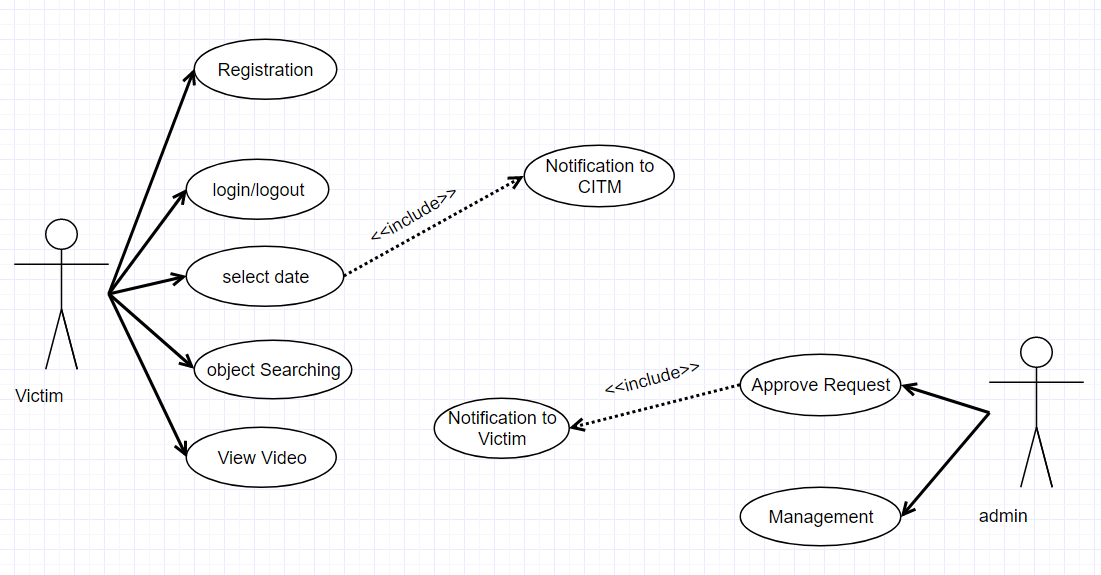 Registration
login/logout
select date
object Searching
View Video
Victim
<<include>>
Notification to
CITM
<<include>>
Notification to
Victim
Approve Request
Management
admin